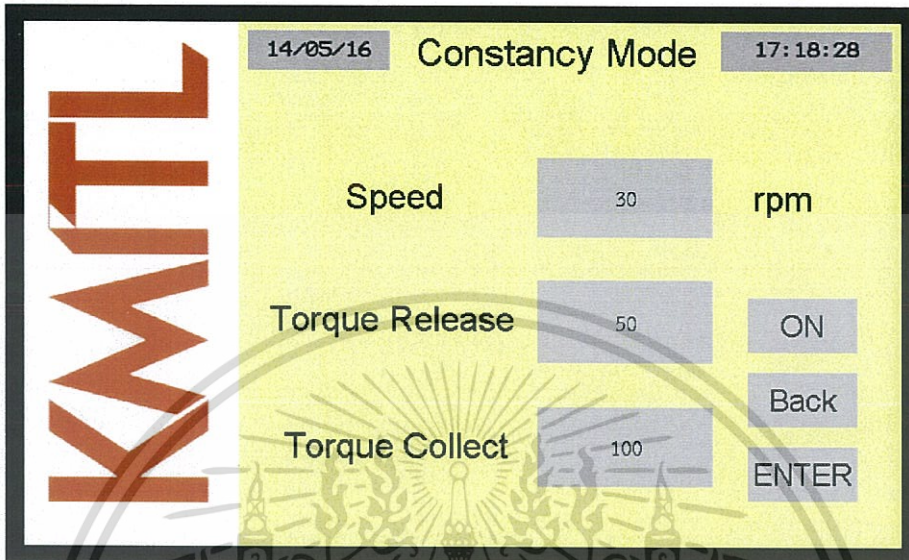 KMITL
14/05/16 Constancy Mode 17:18:28
Speed 30 rpm
Torque Release 50 ON
Back
Torque Collect 100
ENTER